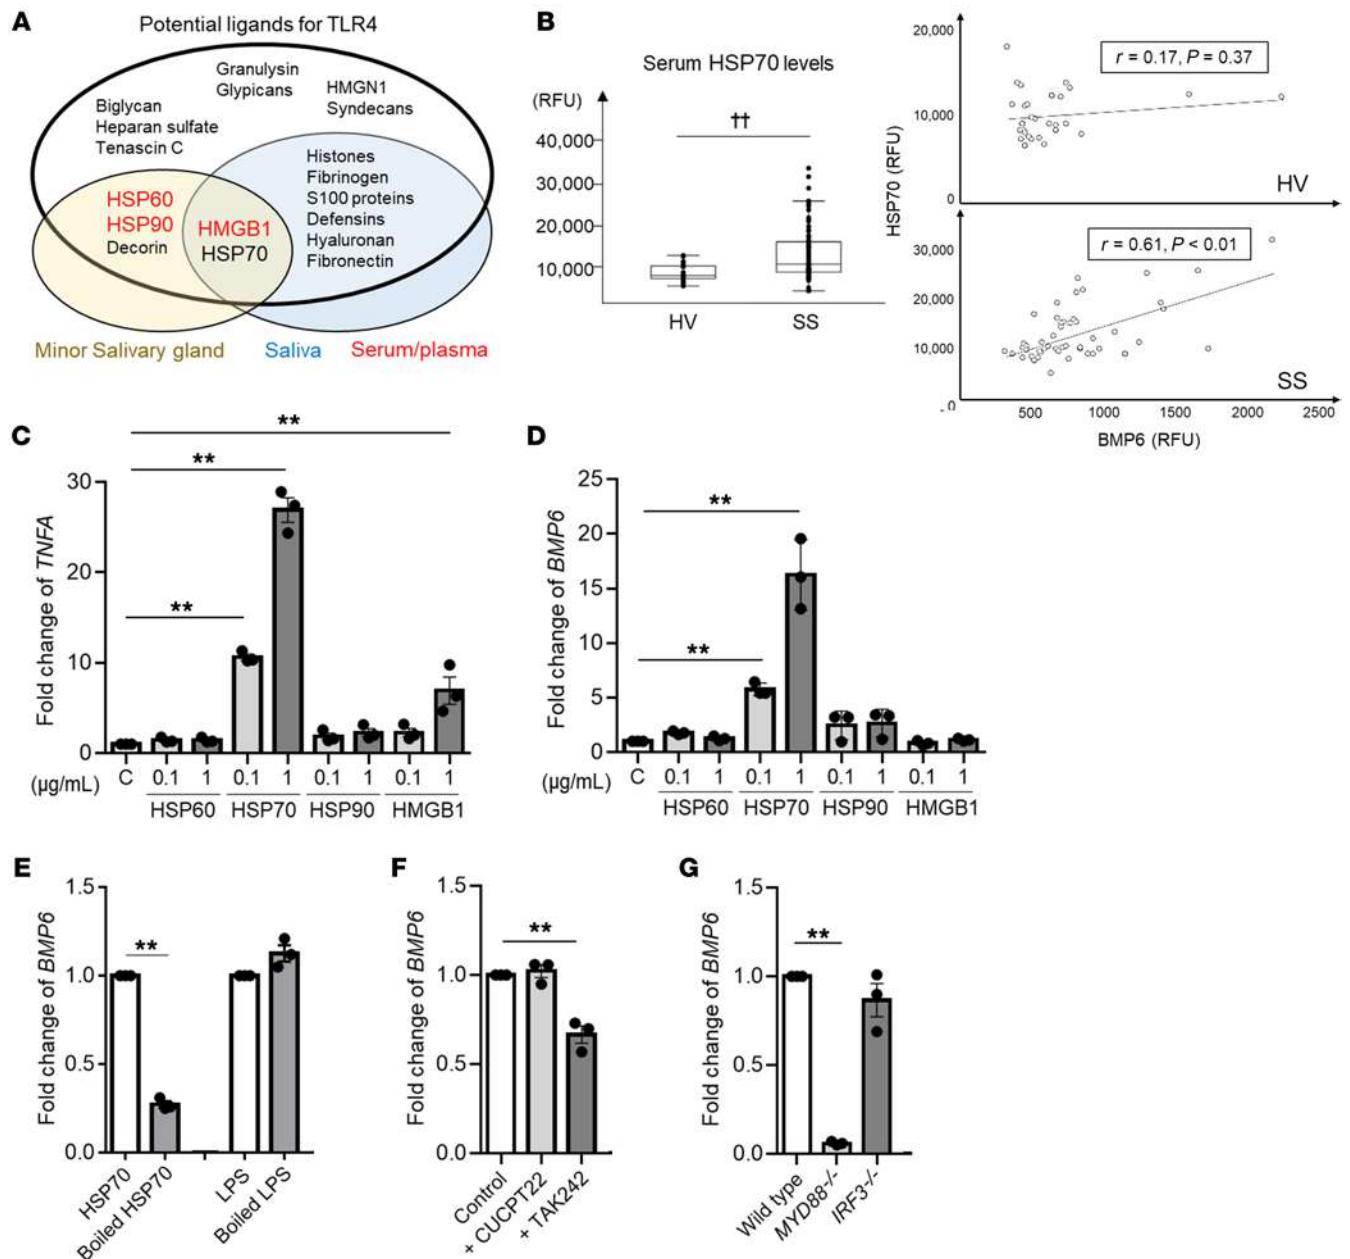 A
Potential ligands for TLR4
Granulysin
Glypicans
HMGN1
Syndecans
Biglycan
Heparan sulfate
Tenascin C
Histones
Fibrinogen
S100 proteins
Defensins
Hyaluronan
Fibronectin
HSP60
HSP90
Decorin
HMGB1
HSP70
Minor Salivary gland
Saliva
Serum/plasma
B
Serum HSP70 levels
(RFU)
††
40,000
30,000
20,000
10,000
HV
SS
HSP70 (RFU)
20,000
10,000
0
r = 0.17, P = 0.37
HV
30,000
20,000
10,000
0
r = 0.61, P < 0.01
SS
500
1000
1500
2000
2500
BMP6 (RFU)
C
Fold change of TNFA
30
20
10
0
**
**
**
(µg/mL)
C
0.1
1
0.1
1
0.1
1
0.1
1
HSP60
HSP70
HSP90
HMGB1
D
Fold change of BMP6
25
20
15
10
5
0
**
**
(µg/mL)
C
0.1
1
0.1
1
0.1
1
0.1
1
HSP60
HSP70
HSP90
HMGB1
E
Fold change of BMP6
1.5
1.0
0.5
0.0
**
HSP70
Boiled HSP70
LPS
Boiled LPS
F
Fold change of BMP6
1.5
1.0
0.5
0.0
**
Control
+ CUCPT22
+ TAK242
G
Fold change of BMP6
1.5
1.0
0.5
0.0
**
Wild type
MYD88-/-
IRF3-/-